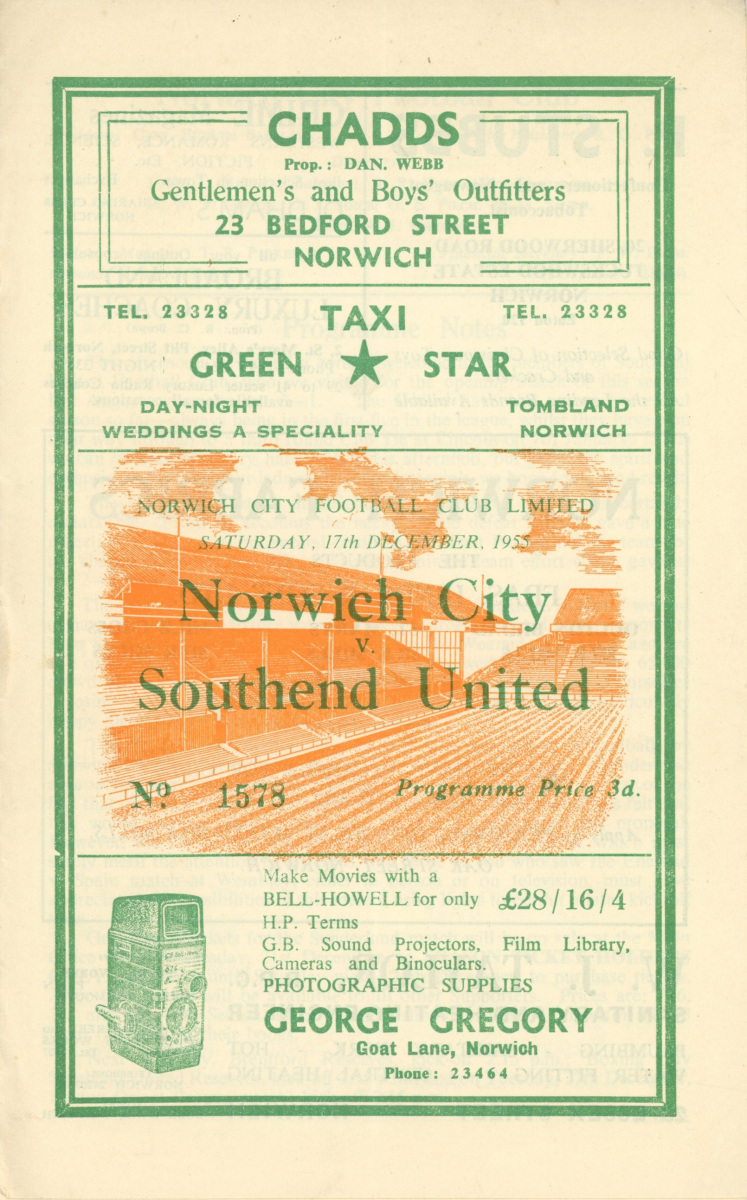 CHADDS
Prop.: DAN. WEBB
Gentlemen's and Boys' Outfitters
23 BEDFORD STREET
NORWICH
TEL. 23328 TAXI TEL. 23328
GREEN ★ STAR
DAY-NIGHT TOMBLAND
WEDDINGS A SPECIALITY NORWICH
NORWICH CITY FOOTBALL CLUB LIMITED
SATURDAY, 17th DECEMBER, 1955
Norwich City
v.
Southend United
Nº 1578 Programme Price 3d.
Make Movies with a
BELL-HOWELL for only £28/16/4
H.P. Terms
G.B. Sound Projectors, Film Library,
Cameras and Binoculars.
PHOTOGRAPHIC SUPPLIES
GEORGE GREGORY
Goat Lane, Norwich
Phone: 23464